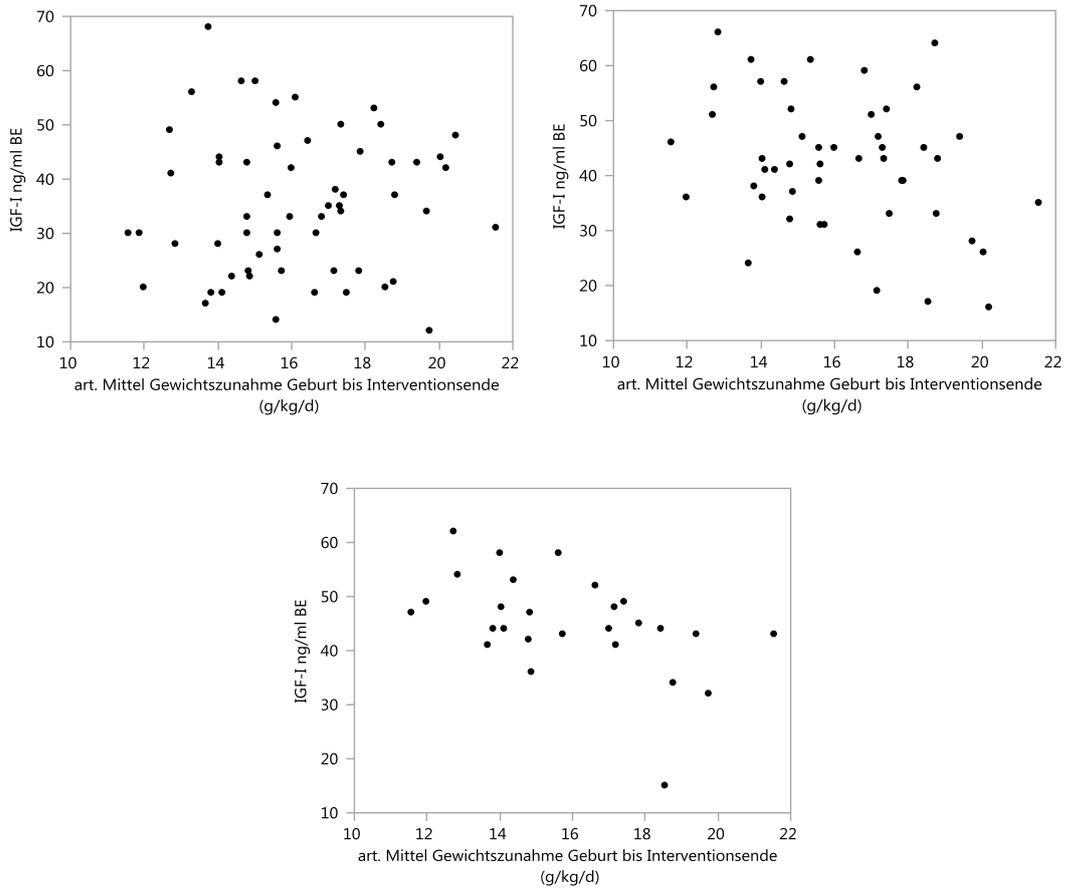 70
60
50
40
30
20
10
IGF-I ng/ml BE
10 12 14 16 18 20 22
art. Mittel Gewichtszunahme Geburt bis Interventionsende
(g/kg/d)
70
60
50
40
30
20
10
IGF-I ng/ml BE
10 12 14 16 18 20 22
art. Mittel Gewichtszunahme Geburt bis Interventionsende
(g/kg/d)
70
60
50
40
30
20
10
IGF-I ng/ml BE
10 12 14 16 18 20 22
art. Mittel Gewichtszunahme Geburt bis Interventionsende
(g/kg/d)